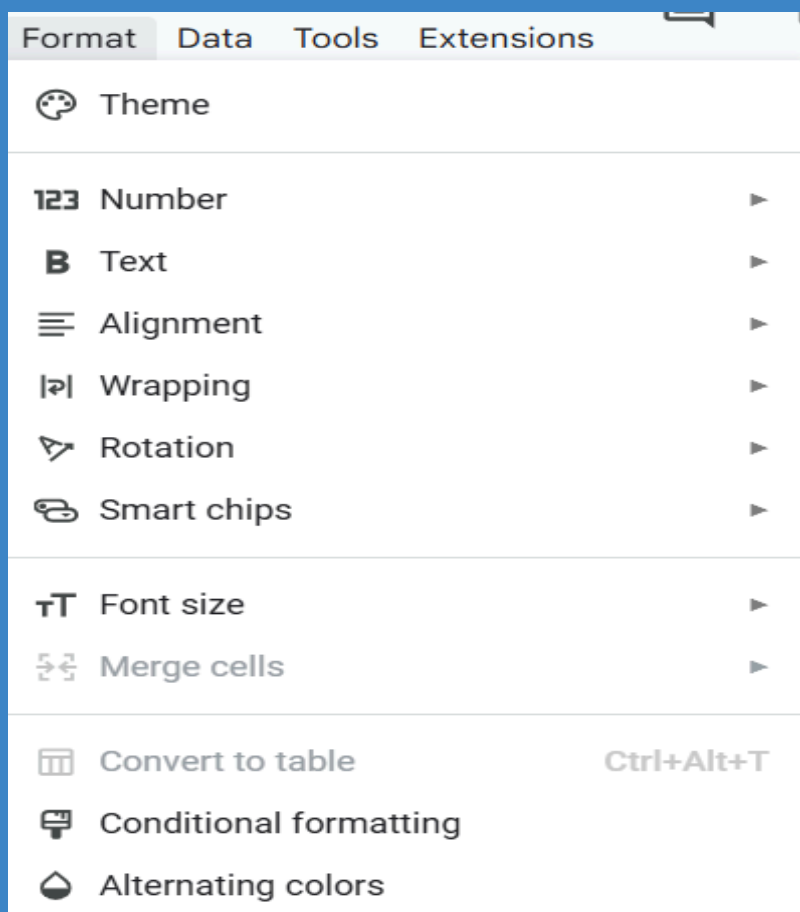 Format Data Tools Extensions
Theme
123 Number
B Text
Alignment
Wrapping
Rotation
Smart chips
TT Font size
Merge cells
Convert to table Ctrl+Alt+T
Conditional formatting
Alternating colors